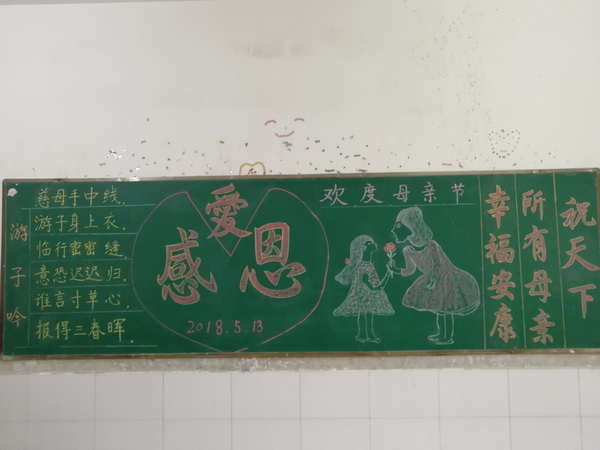 游子吟
慈母手中线,
游子身上衣,
临行密密缝,
意恐迟迟归.
谁言寸草心,
报得三春晖.
愛
感恩
2018.5.13
欢度母亲节
祝天下
所有母亲
幸福安康